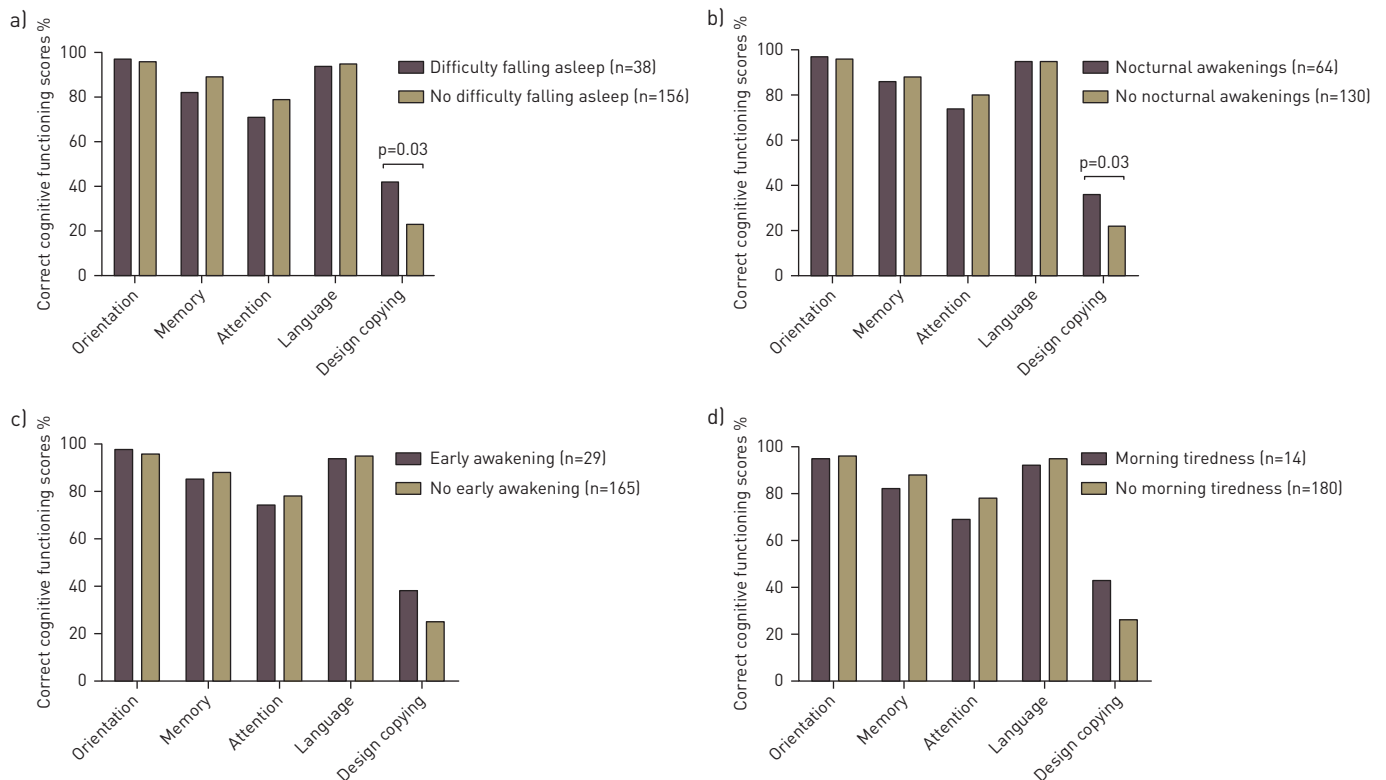 a)
Correct cognitive functioning scores %
100
80
60
40
20
0
Difficulty falling asleep (n=38)
No difficulty falling asleep (n=156)
p=0.03
Orientation
Memory
Attention
Language
Design copying
b)
Correct cognitive functioning scores %
100
80
60
40
20
0
Nocturnal awakenings (n=64)
No nocturnal awakenings (n=130)
p=0.03
Orientation
Memory
Attention
Language
Design copying
c)
Correct cognitive functioning scores %
100
80
60
40
20
0
Early awakening (n=29)
No early awakening (n=165)
Orientation
Memory
Attention
Language
Design copying
d)
Correct cognitive functioning scores %
100
80
60
40
20
0
Morning tiredness (n=14)
No morning tiredness (n=180)
Orientation
Memory
Attention
Language
Design copying